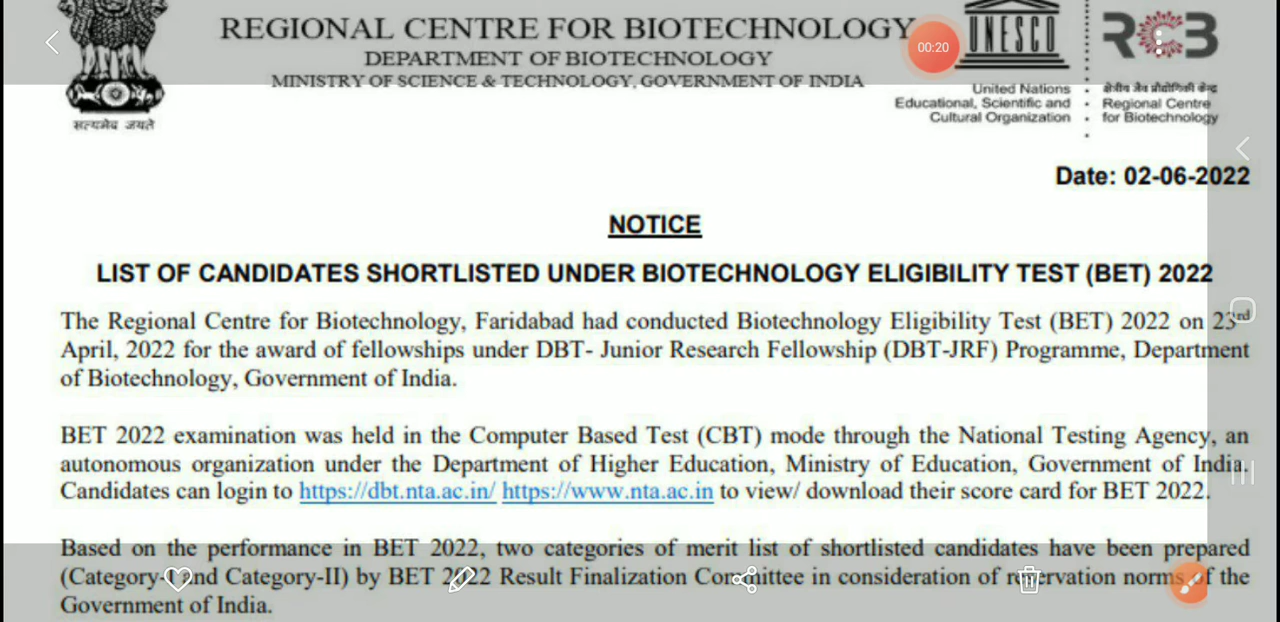 REGIONAL CENTRE FOR BIOTECHNOLOGY
DEPARTMENT OF BIOTECHNOLOGY
MINISTRY OF SCIENCE & TECHNOLOGY, GOVERNMENT OF INDIA
सत्यमेव जयते
00:20
UNESCO
United Nations
Educational, Scientific and
Cultural Organization
RCB
क्षेत्रीय जैव प्रौद्योगिकी केन्द्र
Regional Centre
for Biotechnology
Date: 02-06-2022
NOTICE
LIST OF CANDIDATES SHORTLISTED UNDER BIOTECHNOLOGY ELIGIBILITY TEST (BET) 2022
The Regional Centre for Biotechnology, Faridabad had conducted Biotechnology Eligibility Test (BET) 2022 on 23rd
April, 2022 for the award of fellowships under DBT- Junior Research Fellowship (DBT-JRF) Programme, Department
of Biotechnology, Government of India.
BET 2022 examination was held in the Computer Based Test (CBT) mode through the National Testing Agency, an
autonomous organization under the Department of Higher Education, Ministry of Education, Government of India.
Candidates can login to https://dbt.nta.ac.in/ https://www.nta.ac.in to view/ download their score card for BET 2022.
Based on the performance in BET 2022, two categories of merit list of shortlisted candidates have been prepared
(Category-I and Category-II) by BET 2022 Result Finalization Committee in consideration of reservation norms of the
Government of India.